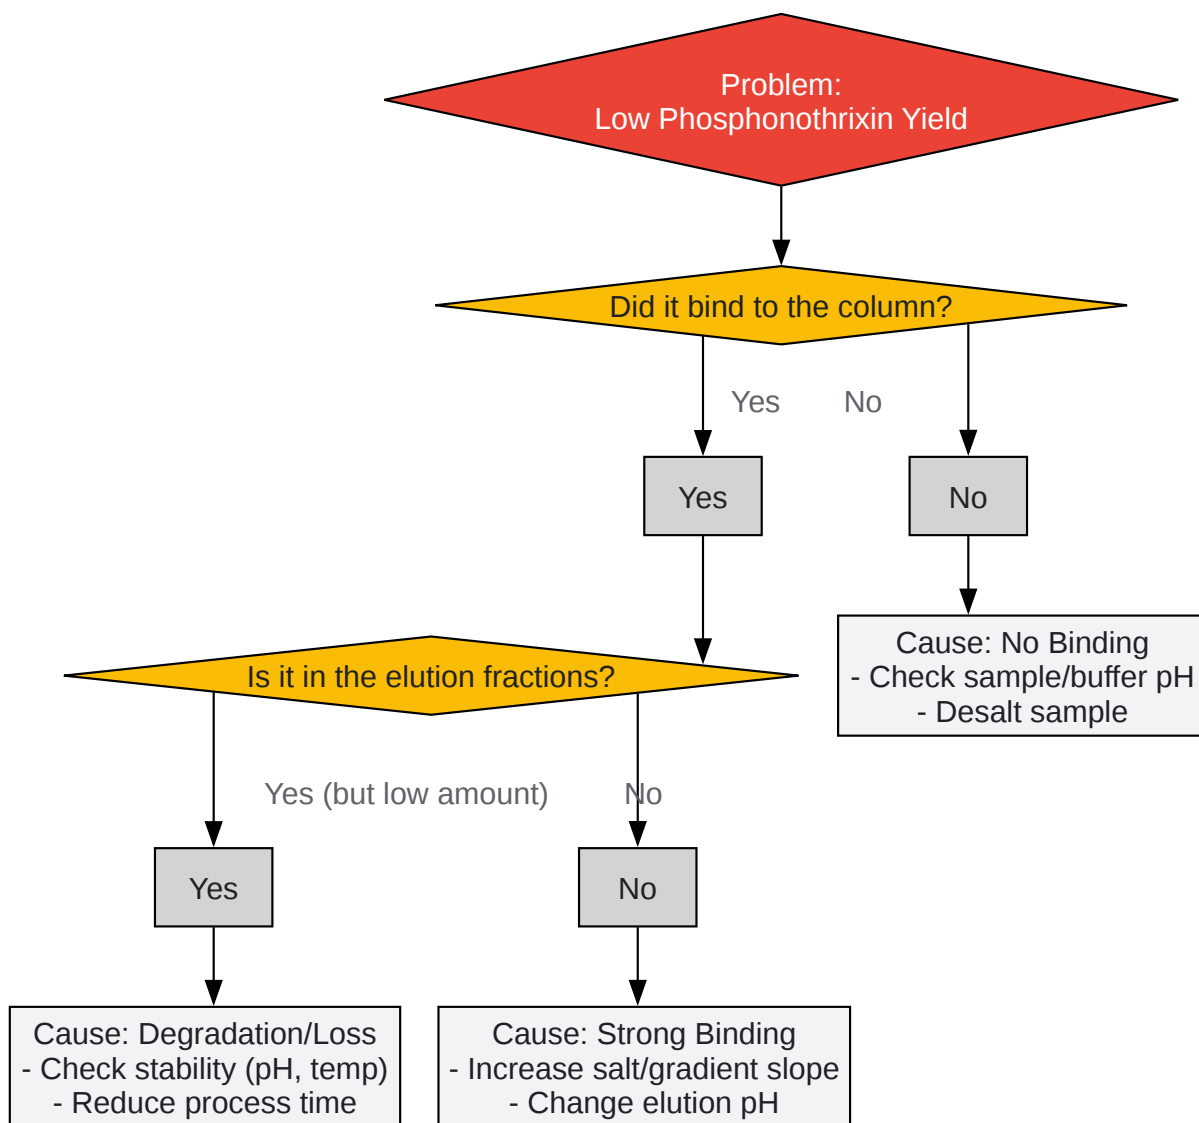 Problem:
Low Phosphonothrixin Yield
Did it bind to the column?
Yes
No
Yes
No
Cause: No Binding
- Check sample/buffer pH
- Desalt sample
Is it in the elution fractions?
Yes (but low amount)
No
Yes
No
Cause: Degradation/Loss
- Check stability (pH, temp)
- Reduce process time
Cause: Strong Binding
- Increase salt/gradient slope
- Change elution pH